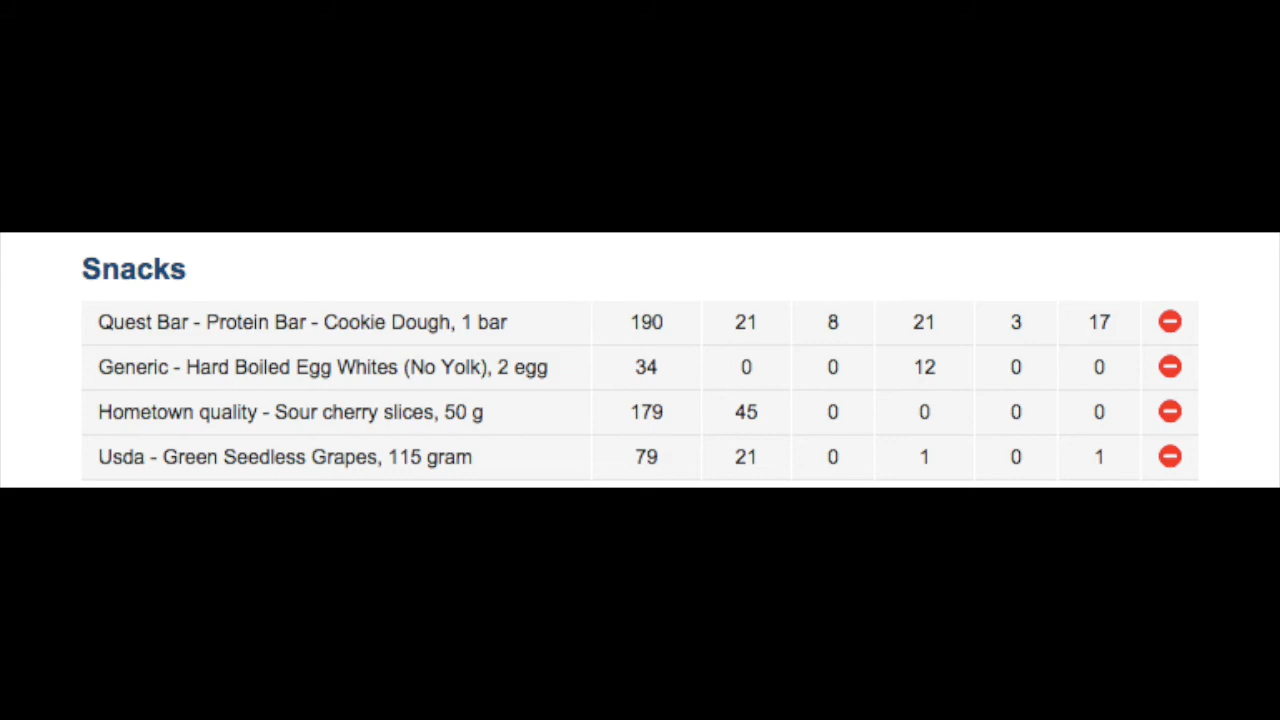 Snacks
Quest Bar - Protein Bar - Cookie Dough, 1 bar 190 21 8 21 3 17
Generic - Hard Boiled Egg Whites (No Yolk), 2 egg 34 0 0 12 0 0
Hometown quality - Sour cherry slices, 50 g 179 45 0 0 0 0
Usda - Green Seedless Grapes, 115 gram 79 21 0 1 0 1